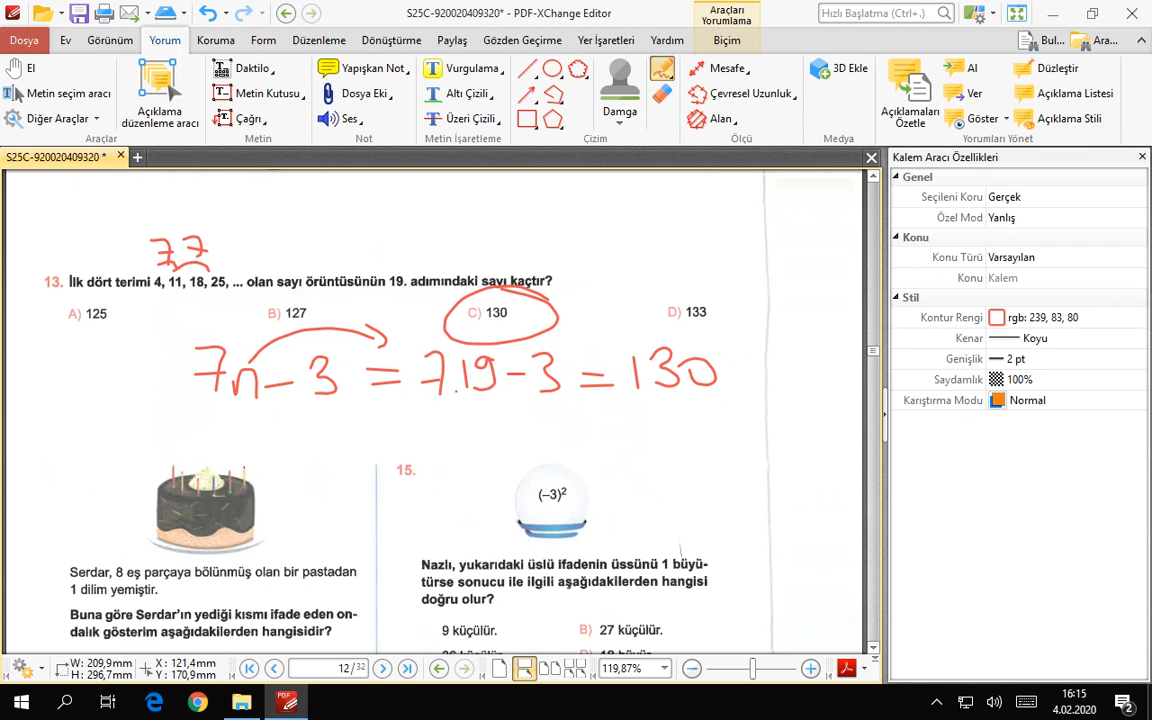 S25C-920020409320* - PDF-XChange Editor
Araçları Yorumlama
Hızlı Başlatma (Ctrl+.)
Dosya Ev Görünüm Yorum Koruma Form Düzenleme Dönüştürme Paylaş Gözden Geçirme Yer İşaretleri Yardım Biçim Bul... Ara...
El
Metin seçim aracı
Diğer Araçlar
Açıklama düzenleme aracı
Daktilo
Metin Kutusu
Çağrı
Yapışkan Not
Dosya Eki
Ses
Vurgulama
Altı Çizili
Üzeri Çizili
Damga
Mesafe
Çevresel Uzunluk
Alan
3D Ekle
Açıklamaları Özetle
Al
Ver
Göster
Düzleştir
Açıklama Listesi
Açıklama Stili
Araçlar Metin Not Metin İşaretleme Çizim Ölçü Medya Yorumları Yönet
S25C-920020409320 *
Kalem Aracı Özellikleri
Genel
Seçileni Koru Gerçek
Özel Mod Yanlış
Konu
Konu Türü Varsayılan
Konu Kalem
Stil
Kontur Rengi rgb: 239, 83, 80
Kenar Koyu
Genişlik 2 pt
Saydamlık 100%
Karıştırma Modu Normal
7 7
13. İlk dört terimi 4, 11, 18, 25, ... olan sayı örüntüsünün 19. adımındaki sayı kaçtır?
A) 125 B) 127 C) 130 D) 133
7n - 3 = 7.19 - 3 = 130
Serdar, 8 eş parçaya bölünmüş olan bir pastadan
1 dilim yemiştir.
Buna göre Serdar'ın yediği kısmı ifade eden on-
dalık gösterim aşağıdakilerden hangisidir?
15.
(–3)²
Nazlı, yukarıdaki üslü ifadenin üssünü 1 büyü-
türse sonucu ile ilgili aşağıdakilerden hangisi
doğru olur?
9 küçülür. B) 27 küçülür.
W: 209,9mm
H: 296,7mm
X: 121,4mm
Y: 170,9mm
12 / 32
119,87%
16:15
4.02.2020
2